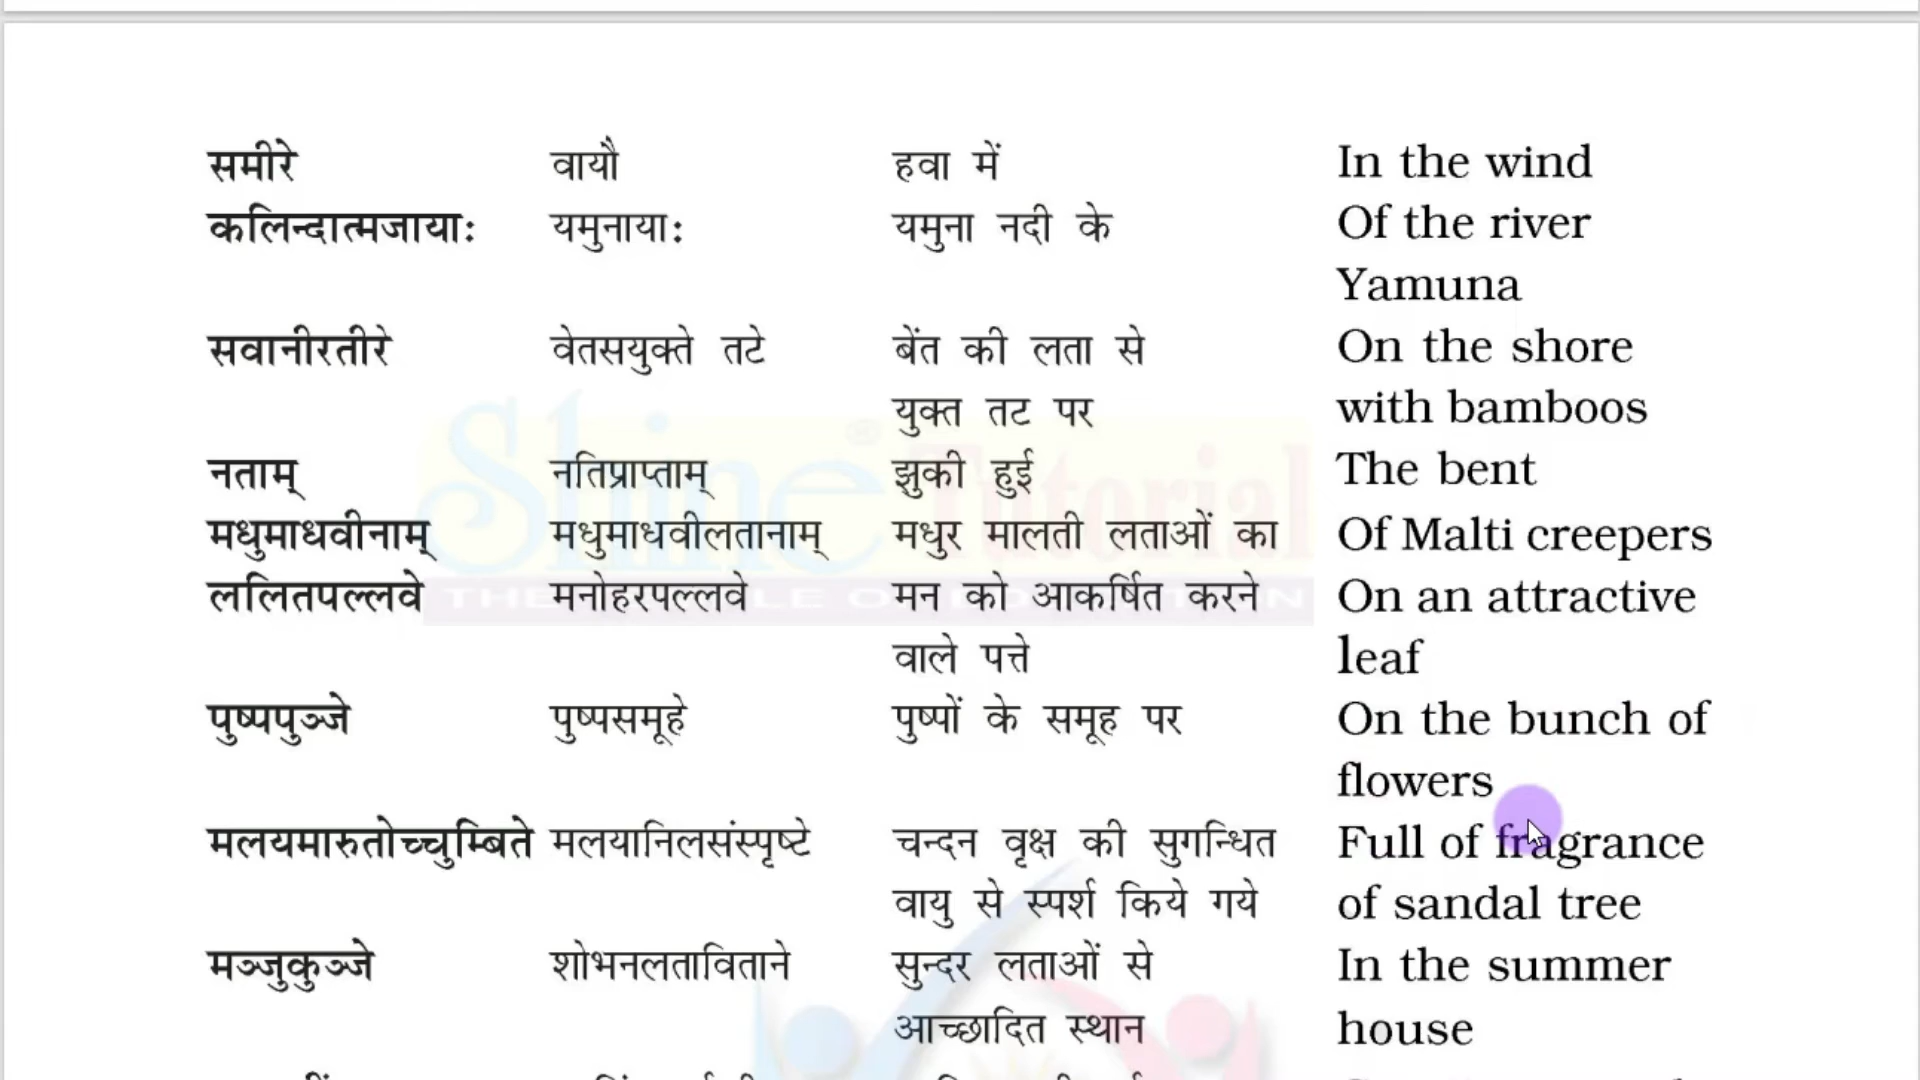 समीरे वायौ हवा में In the wind
कलिन्दात्मजायाः यमुनायाः यमुना नदी के Of the river
Yamuna
सवानीरतीरे वेतसयुक्ते तटे बेंत की लता से On the shore
युक्त तट पर with bamboos
नताम् नतिप्राप्ताम् झुकी हुई The bent
मधुमाधवीनाम् मधुमाधवीलतानाम् मधुर मालती लताओं का Of Malti creepers
ललितपल्लवे मनोहरपल्लवे मन को आकर्षित करने On an attractive
वाले पत्ते leaf
पुष्पपुञ्जे पुष्पसमूहे पुष्पों के समूह पर On the bunch of
flowers
मलयमारुतोच्चुम्बिते मलयानिलसंस्पृष्टे चन्दन वृक्ष की सुगन्धित Full of fragrance
वायु से स्पर्श किये गये of sandal tree
मञ्जुकुञ्जे शोभनलताविताने सुन्दर लताओं से In the summer
आच्छादित स्थान house
Shine Tutorial